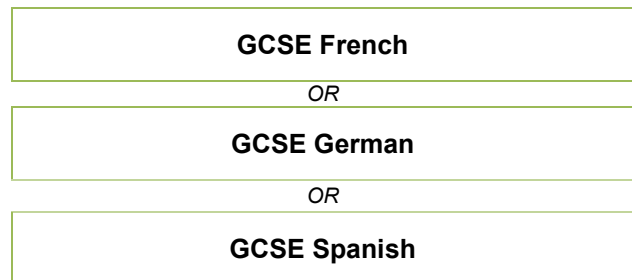 GCSE French
OR
GCSE German
OR
GCSE Spanish